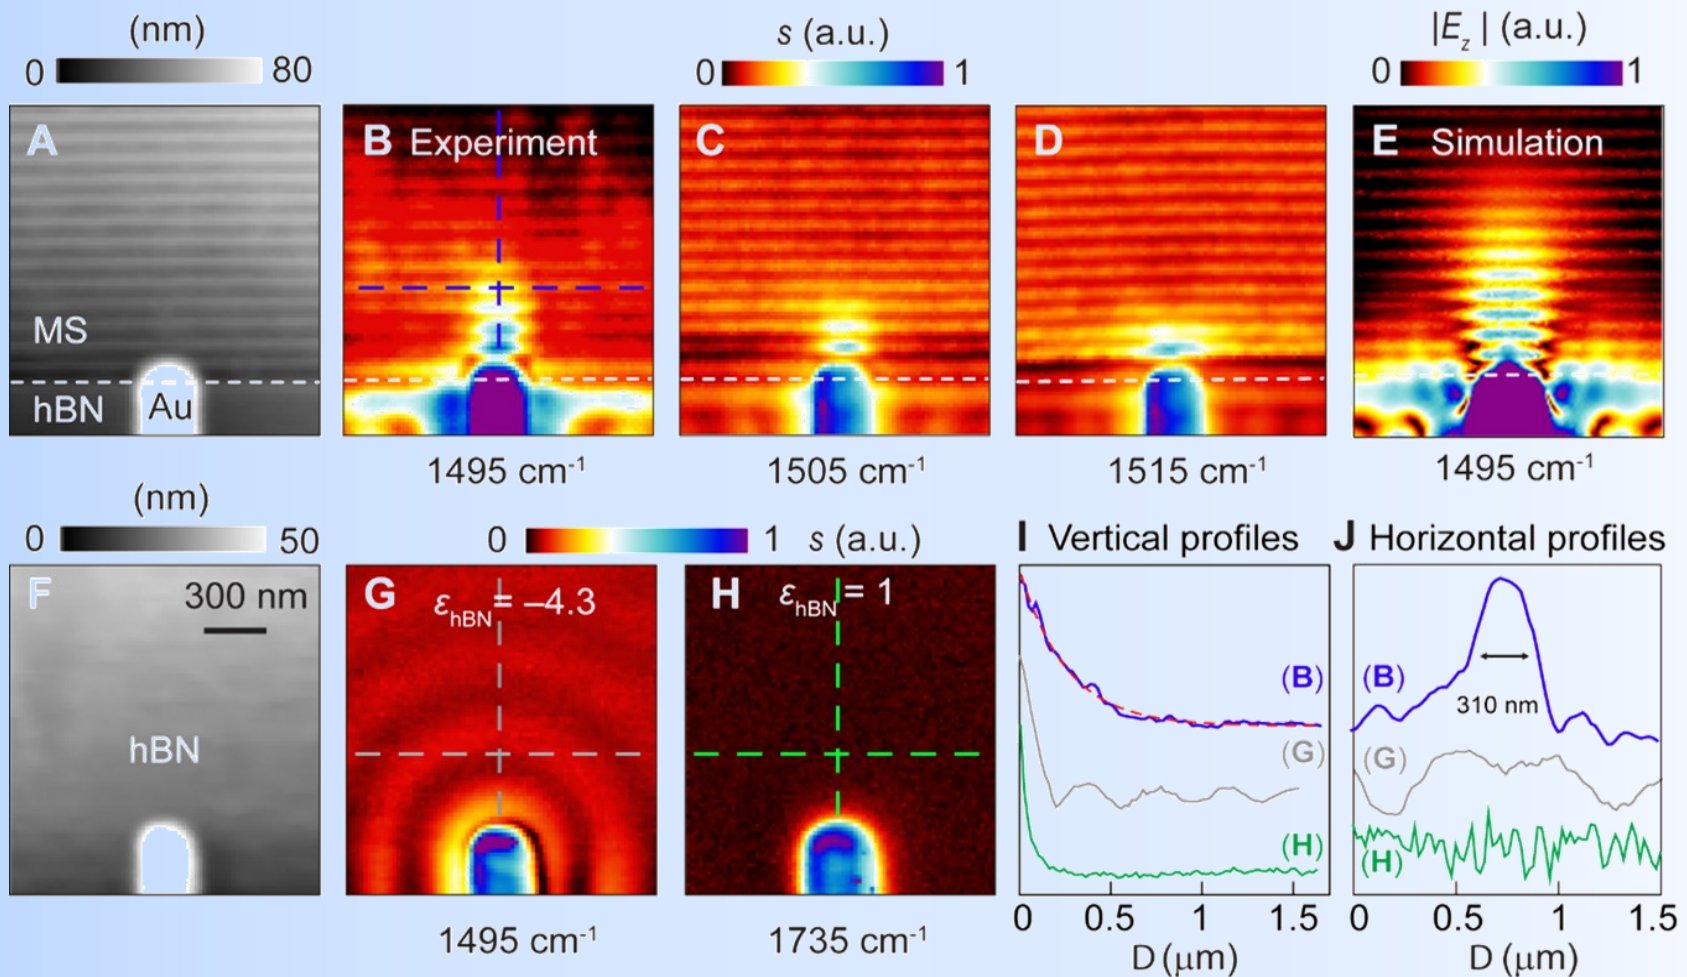 (nm)
0 80
s (a.u.)
0 1
|Ez | (a.u.)
0 1
A
MS
hBN
Au
B Experiment
C
D
E Simulation
1495 cm-1
1505 cm-1
1515 cm-1
1495 cm-1
(nm)
0 50
0 1 s (a.u.)
F
300 nm
hBN
G εhBN = –4.3
H εhBN = 1
1495 cm-1
1735 cm-1
I Vertical profiles
(B)
(G)
(H)
0 0.5 1 1.5
D (μm)
J Horizontal profiles
(B)
310 nm
(G)
(H)
0 0.5 1 1.5
D (μm)